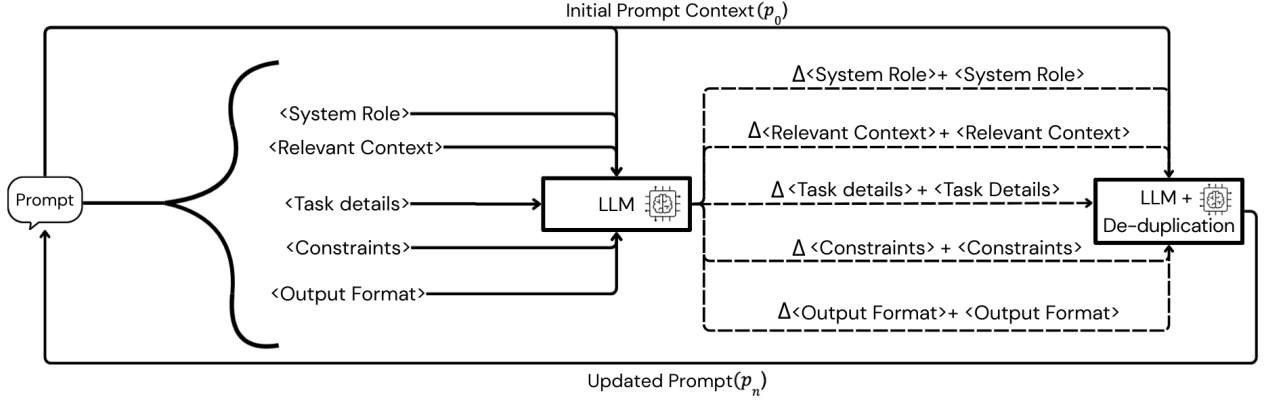 Initial Prompt Context(p₀)
Prompt
<System Role>
<Relevant Context>
<Task details>
<Constraints>
<Output Format>
LLM
Δ<System Role>+ <System Role>
Δ<Relevant Context>+ <Relevant Context>
Δ <Task details> + <Task Details>
Δ <Constraints> + <Constraints>
Δ<Output Format>+ <Output Format>
LLM +
De-duplication
Updated Prompt(pₙ)